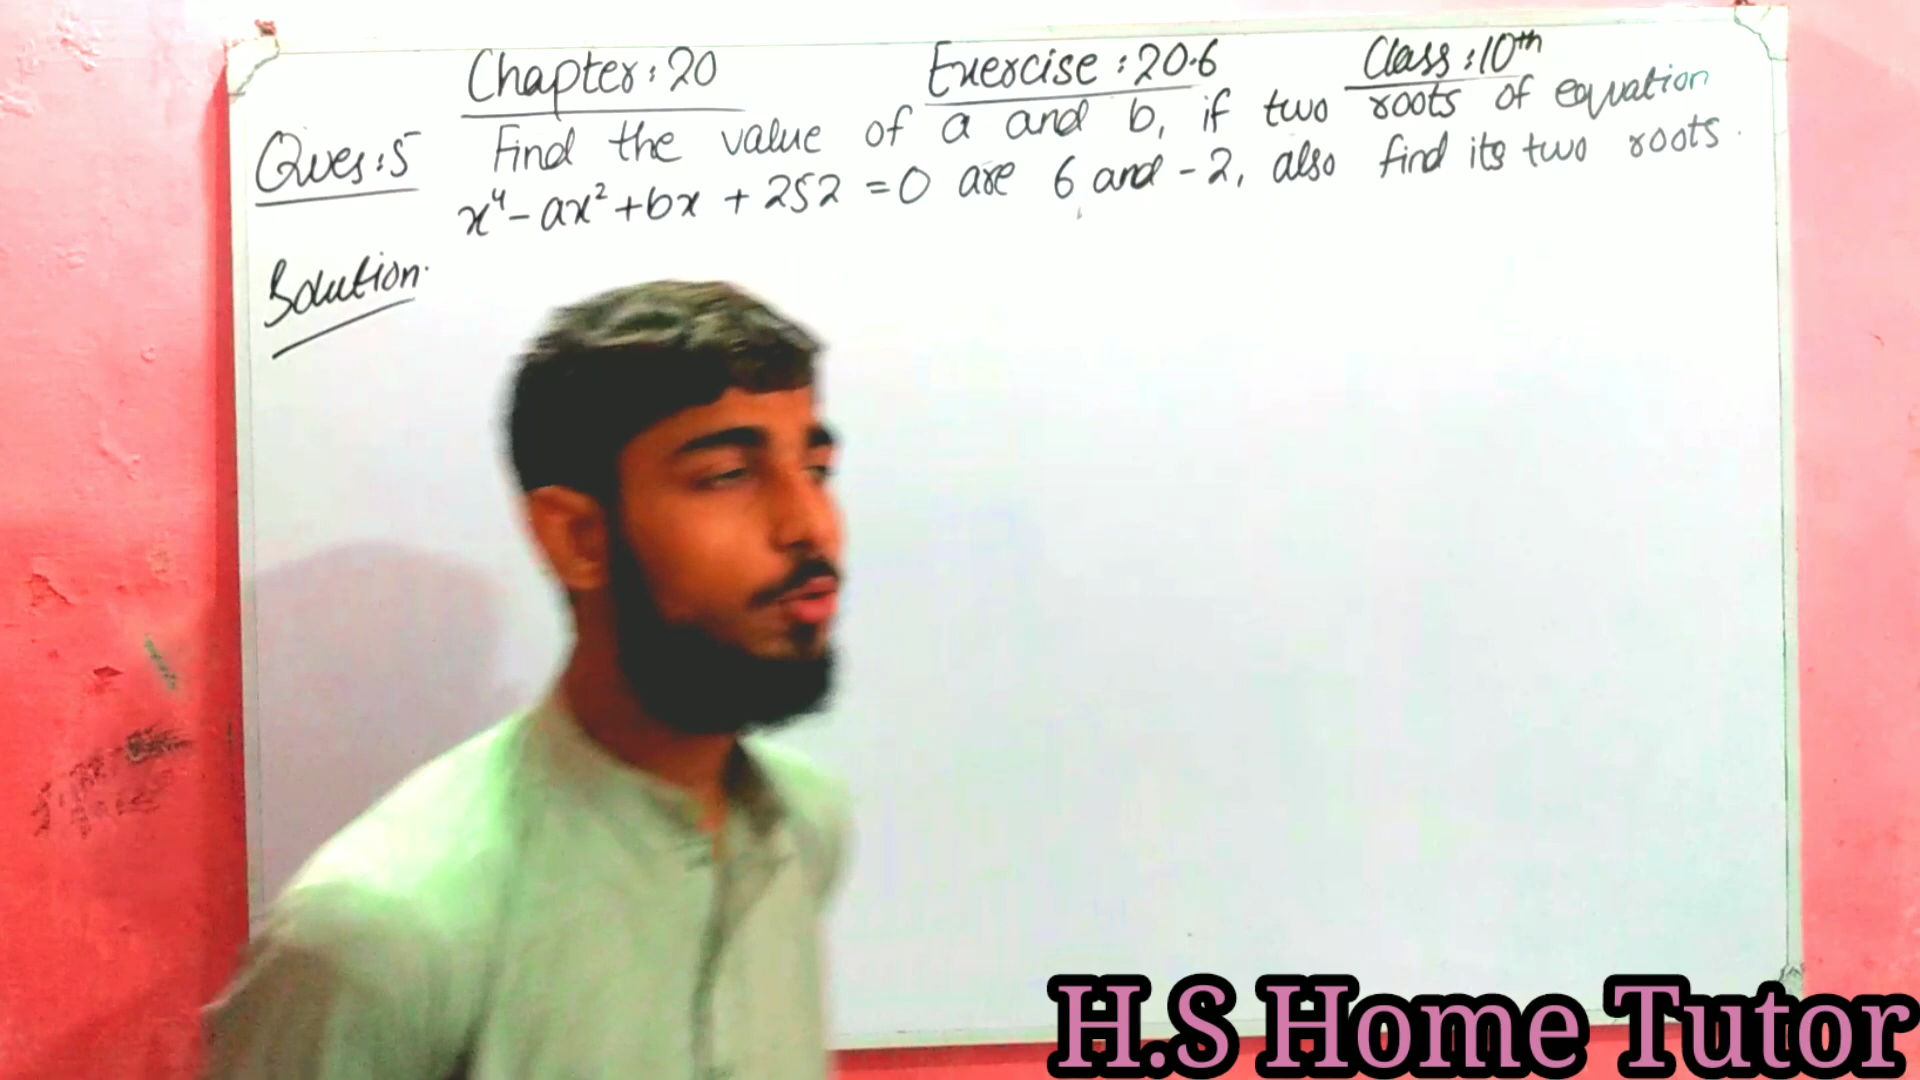 Chapter: 20 Exercise: 20.6 Class: 10th
Ques: 5 Find the value of a and b, if two roots of equation
x⁴ - ax² + bx + 252 = 0 are 6 and -2, also find its two roots.
Solution.
H.S Home Tutor